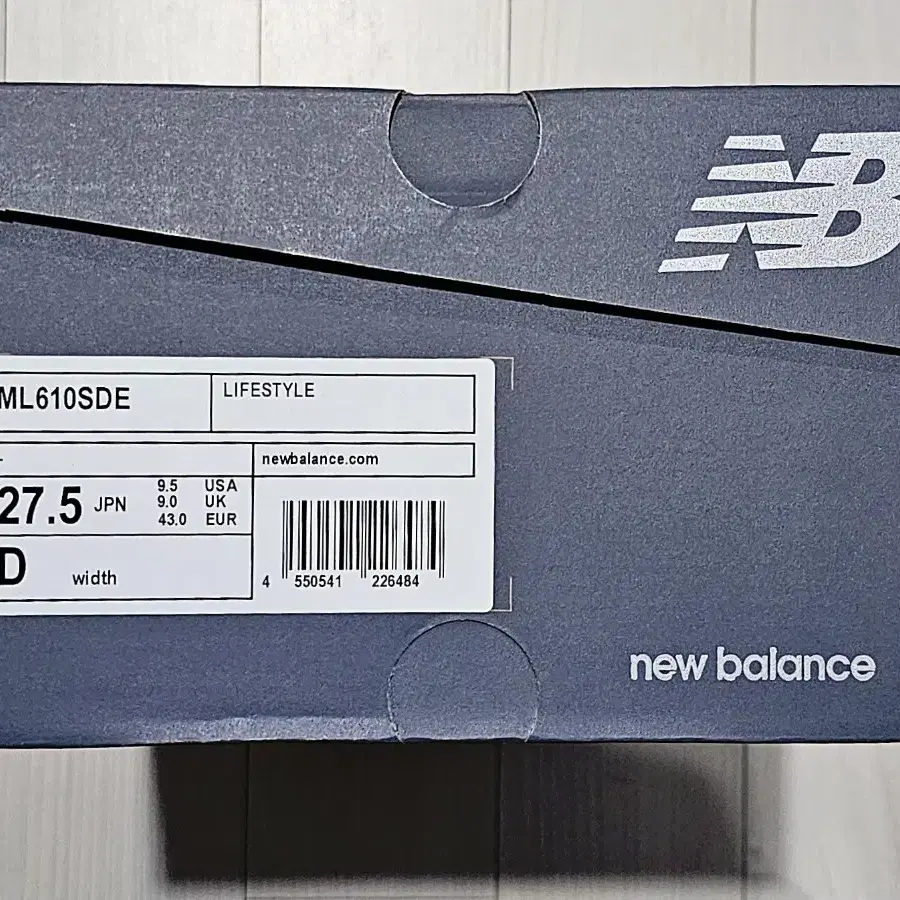 NB
ML610SDE
LIFESTYLE
-
newbalance.com
27.5 JPN
9.5 USA
9.0 UK
43.0 EUR
D width
4 550541 226484
new balance